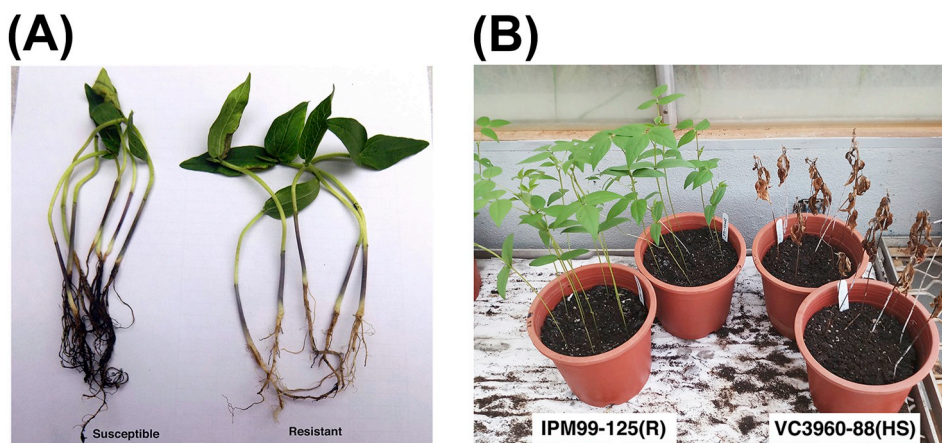 (A)
(B)
Susceptible
Resistant
IPM99-125(R)
VC3960-88(HS)